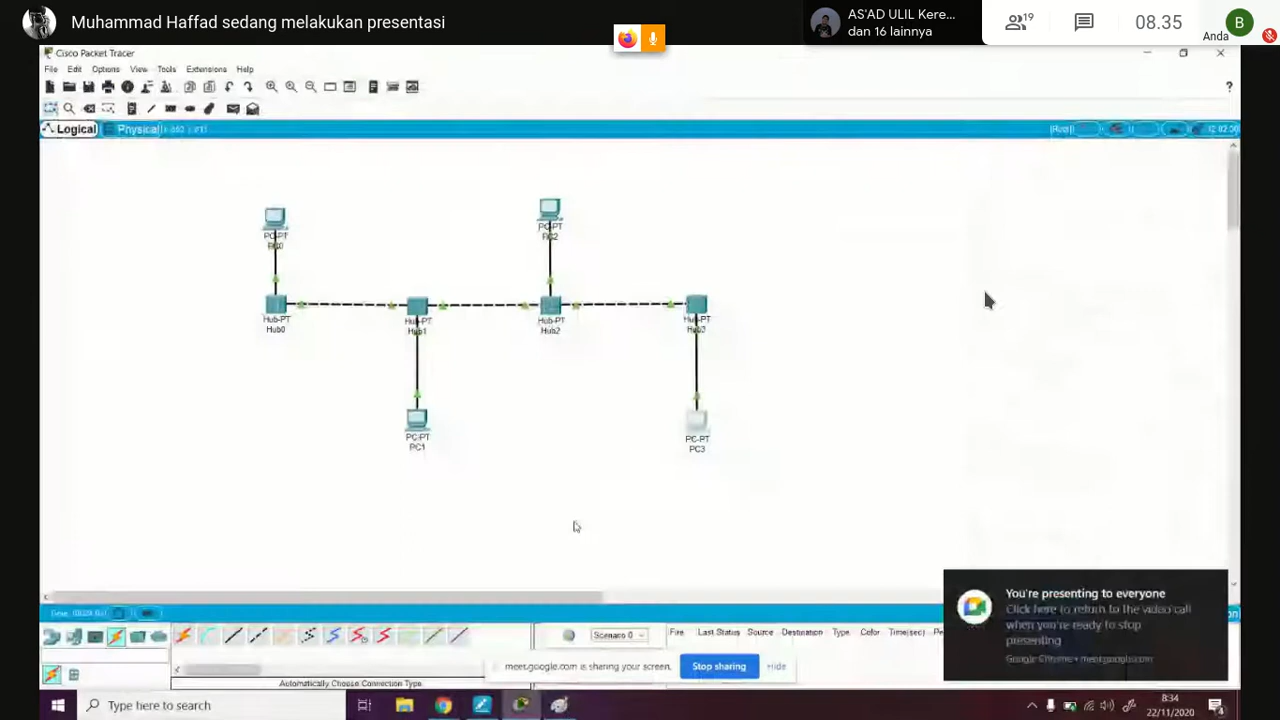 Muhammad Haffad sedang melakukan presentasi
AS'AD ULIL Kere...
dan 16 lainnya
19
08.35
Anda
B
Cisco Packet Tracer
File Edit Options View Tools Extensions Help
?
Logical
Physical
PC-PT
PC0
PC-PT
PC2
Hub-PT
Hub0
Hub-PT
Hub1
Hub-PT
Hub2
Hub-PT
Hub3
PC-PT
PC1
PC-PT
PC3
You're presenting to everyone
Click here to return to the video call
when you're ready to stop
presenting
Google Chrome • meet.google.com
Scenario 0
Fire Last Status Source Destination Type Color Time(sec) Pe
meet.google.com is sharing your screen.
Stop sharing
Hide
Automatically Choose Connection Type
Type here to search
8:34
22/11/2020
4